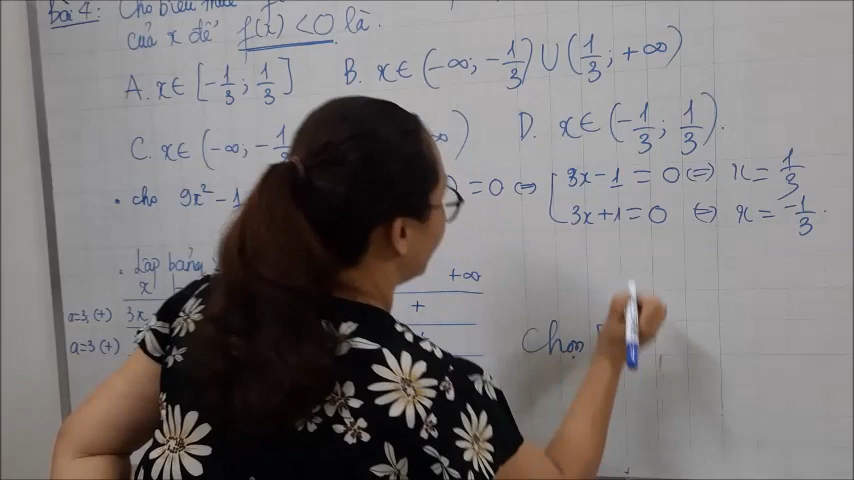 bài 4: Cho biểu thức
của x để f(x) < 0 là.
A. x ∈ [-1/3 ; 1/3] B. x ∈ (-∞; -1/3) ∪ (1/3; +∞)
C. x ∈ (-∞; -1 ∞) D. x ∈ (-1/3 ; 1/3).
• cho 9x² - 1 = 0 ⇔ [ 3x - 1 = 0 ⇔ x = 1/3
3x + 1 = 0 ⇔ x = -1/3.
• Lập bảng
x +∞
a=3 (+) 3x +
a=3 (+)
Chọn